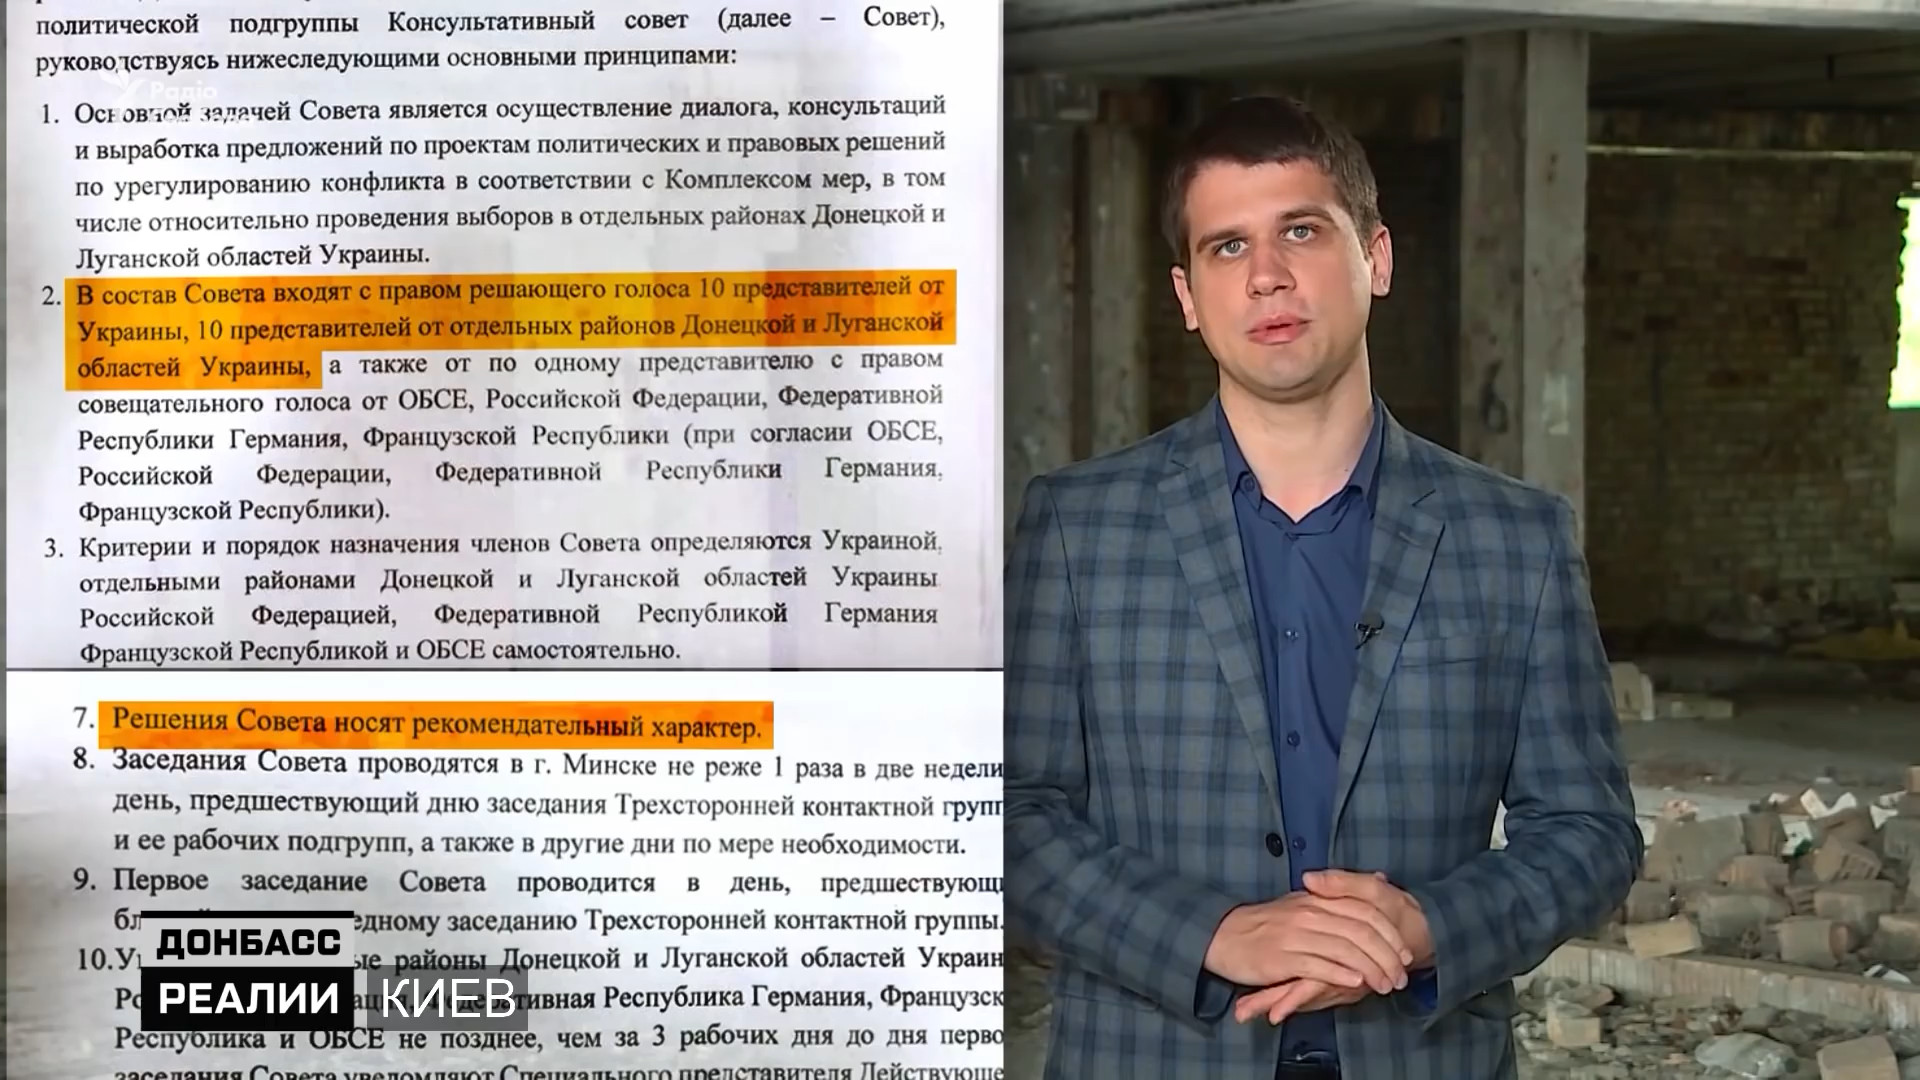 политической подгруппы Консультативный совет (далее – Совет),
руководствуясь нижеследующими основными принципами:
Радіо
1. Основной задачей Совета является осуществление диалога, консультаций
и выработка предложений по проектам политических и правовых решений
по урегулированию конфликта в соответствии с Комплексом мер, в том
числе относительно проведения выборов в отдельных районах Донецкой и
Луганской областей Украины.
2. В состав Совета входят с правом решающего голоса 10 представителей от
Украины, 10 представителей от отдельных районов Донецкой и Луганской
областей Украины, а также от по одному представителю с правом
совещательного голоса от ОБСЕ, Российской Федерации, Федеративной
Республики Германия, Французской Республики (при согласии ОБСЕ,
Российской Федерации, Федеративной Республики Германия,
Французской Республики).
3. Критерии и порядок назначения членов Совета определяются Украиной,
отдельными районами Донецкой и Луганской областей Украины
Российской Федерацией, Федеративной Республикой Германия
Французской Республикой и ОБСЕ самостоятельно.
7. Решения Совета носят рекомендательный характер.
8. Заседания Совета проводятся в г. Минске не реже 1 раза в две недели
день, предшествующий дню заседания Трехсторонней контактной групп
и ее рабочих подгрупп, а также в другие дни по мере необходимости.
9. Первое заседание Совета проводится в день, предшествующи
заседанию Трехсторонней контактной группы.
10. районы Донецкой и Луганской областей Украин
Республика Германия, Французск
Республика и ОБСЕ не позднее, чем за 3 рабочих дня до дня перво
заседания Совета уведомляют Специального представителя Действующе
ДОНБАСС
РЕАЛИИ КИЕВ